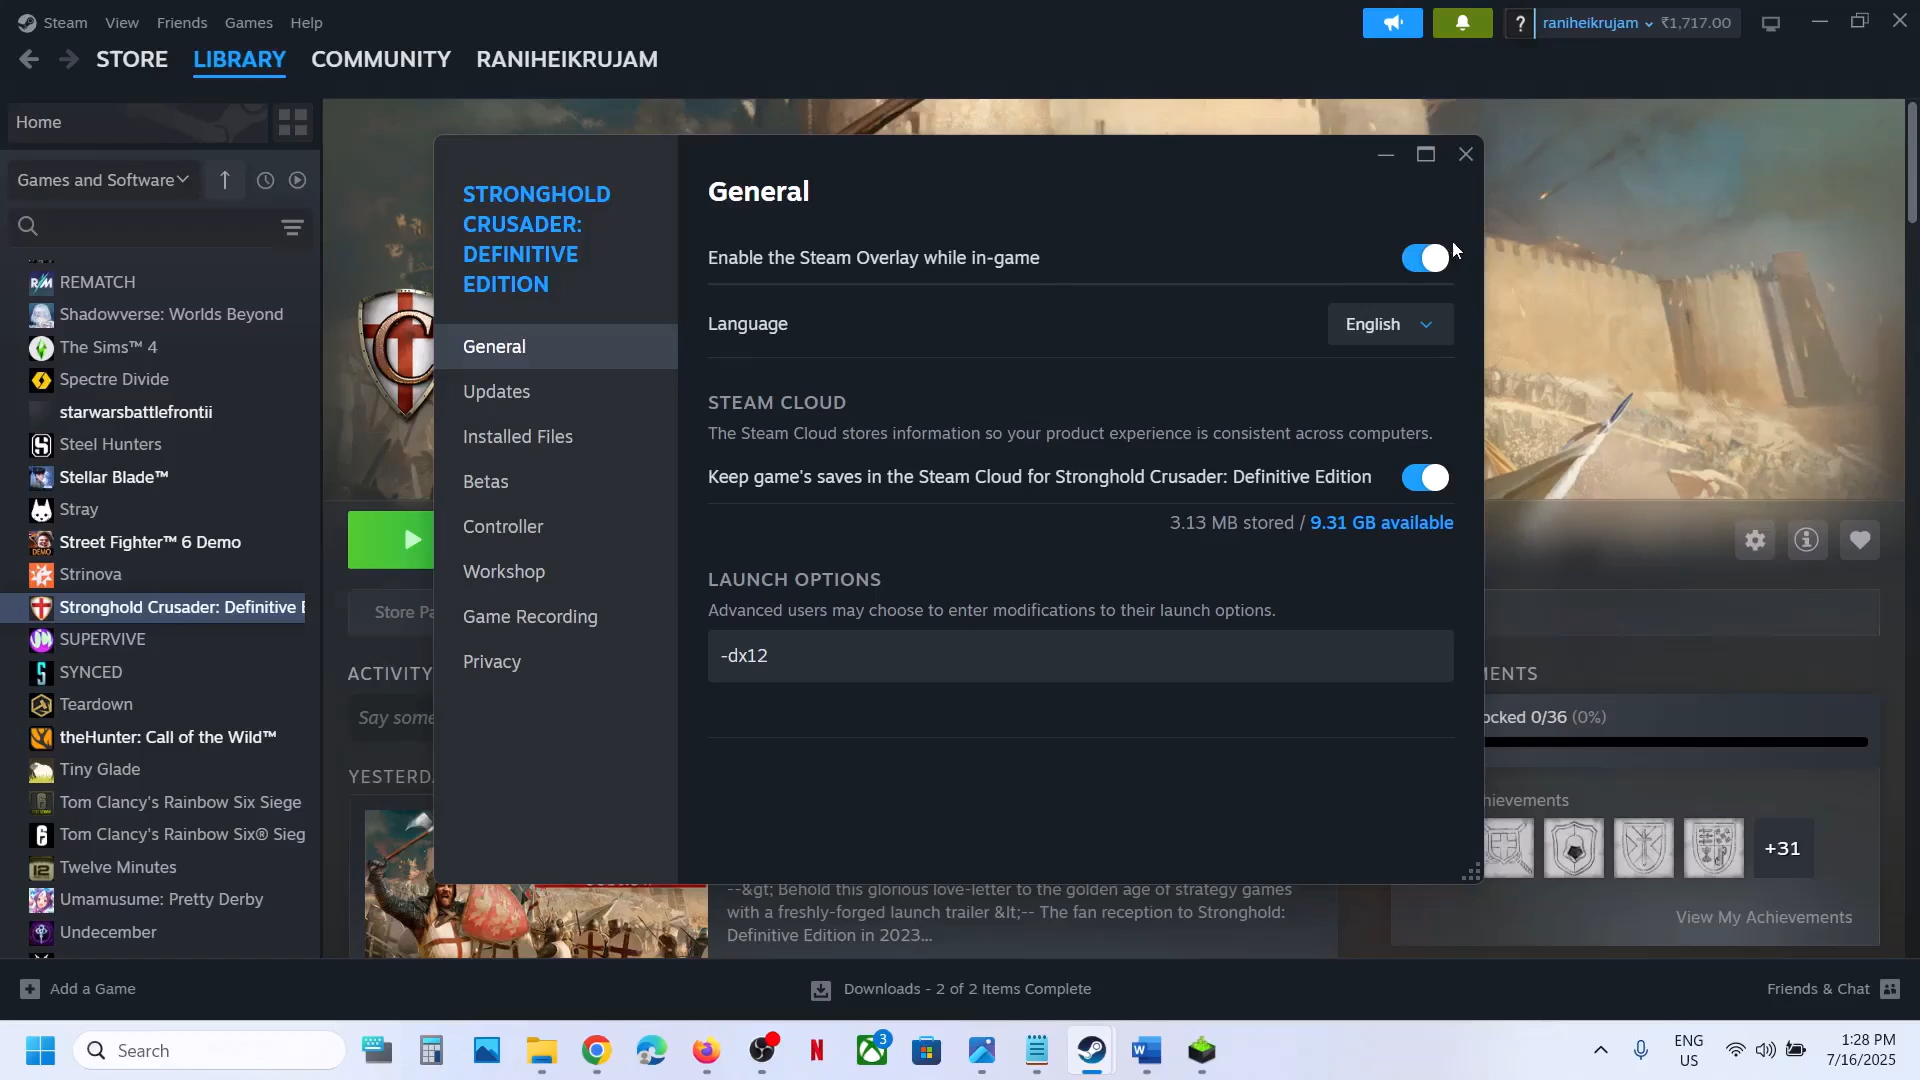 Steam View Friends Games Help
? raniheikrujam ₹1,717.00
STORE LIBRARY COMMUNITY RANIHEIKRUJAM
Home
Games and Software
REMATCH
Shadowverse: Worlds Beyond
The Sims™ 4
Spectre Divide
starwarsbattlefrontii
Steel Hunters
Stellar Blade™
Stray
Street Fighter™ 6 Demo
Strinova
Stronghold Crusader: Definitive E
SUPERVIVE
SYNCED
Teardown
theHunter: Call of the Wild™
Tiny Glade
Tom Clancy's Rainbow Six Siege
Tom Clancy's Rainbow Six® Sieg
Twelve Minutes
Umamusume: Pretty Derby
Undecember
STRONGHOLD
CRUSADER:
DEFINITIVE
EDITION
General
Updates
Installed Files
Betas
Controller
Workshop
Game Recording
Privacy
General
Enable the Steam Overlay while in-game
Language English
STEAM CLOUD
The Steam Cloud stores information so your product experience is consistent across computers.
Keep game's saves in the Steam Cloud for Stronghold Crusader: Definitive Edition
3.13 MB stored / 9.31 GB available
LAUNCH OPTIONS
Advanced users may choose to enter modifications to their launch options.
-dx12
Store Pa
ACTIVITY
Say some
YESTERD
--&gt; Behold this glorious love-letter to the golden age of strategy games
with a freshly-forged launch trailer &lt;-- The fan reception to Stronghold:
Definitive Edition in 2023...
MENTS
ocked 0/36 (0%)
hievements
+31
View My Achievements
Add a Game
Downloads - 2 of 2 Items Complete
Friends & Chat
Search
3
ENG
US
1:28 PM
7/16/2025